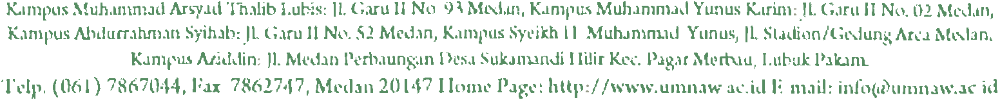 Kampus Muhammad Arsyad Thalib Lubis: Jl. Garu II No. 93 Medan, Kampus Muhammad Yunus Karim: Jl. Garu II No. 02 Medan,
Kampus Abdurrahman Syihab: Jl. Garu II No. 52 Medan, Kampus Syeikh H. Muhammad Yunus, Jl. Stadion/Gedung Arca Medan.
Kampus Aziddin: Jl. Medan Perbaungan Desa Sukamandi Hilir Kec. Pagar Merbau, Lubuk Pakam.
Telp. (061) 7867044, Fax. 7862747, Medan 20147 Home Page: http://www.umnaw.ac.id E-mail: info@umnaw.ac.id